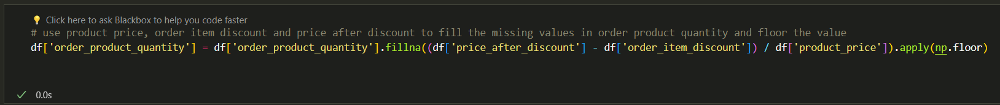 💡 Click here to ask Blackbox to help you code faster
# use product price, order item discount and price after discount to fill the missing values in order product quantity and floor the value
df['order_product_quantity'] = df['order_product_quantity'].fillna((df['price_after_discount'] - df['order_item_discount']) / df['product_price']).apply(np.floor)
✓ 0.0s